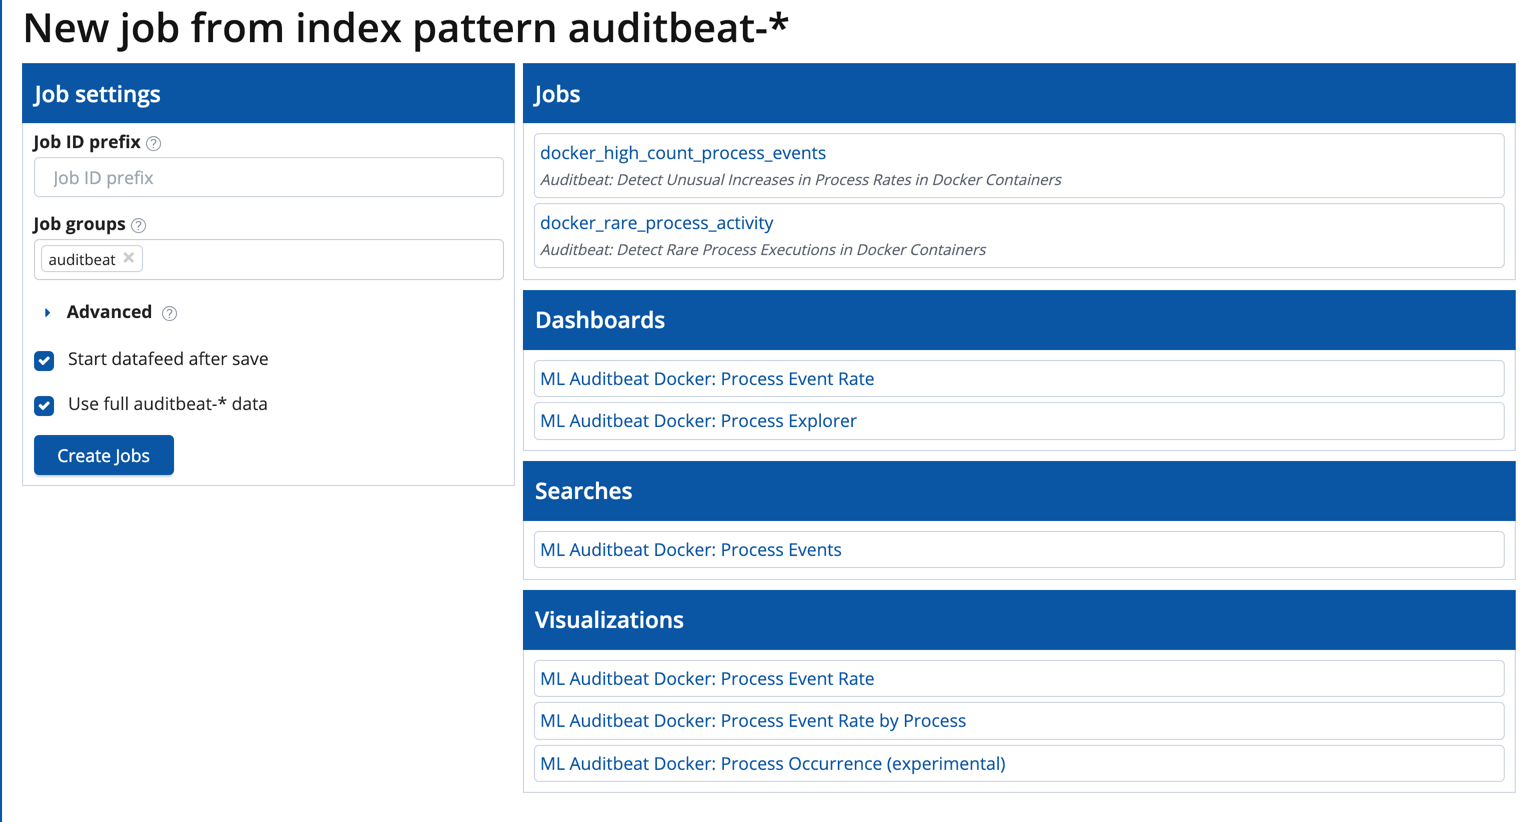 New job from index pattern auditbeat-*
Job settings
Job ID prefix ?
Job ID prefix
Job groups ?
auditbeat ×
Advanced ?
Start datafeed after save
Use full auditbeat-* data
Create Jobs
Jobs
docker_high_count_process_events
Auditbeat: Detect Unusual Increases in Process Rates in Docker Containers
docker_rare_process_activity
Auditbeat: Detect Rare Process Executions in Docker Containers
Dashboards
ML Auditbeat Docker: Process Event Rate
ML Auditbeat Docker: Process Explorer
Searches
ML Auditbeat Docker: Process Events
Visualizations
ML Auditbeat Docker: Process Event Rate
ML Auditbeat Docker: Process Event Rate by Process
ML Auditbeat Docker: Process Occurrence (experimental)